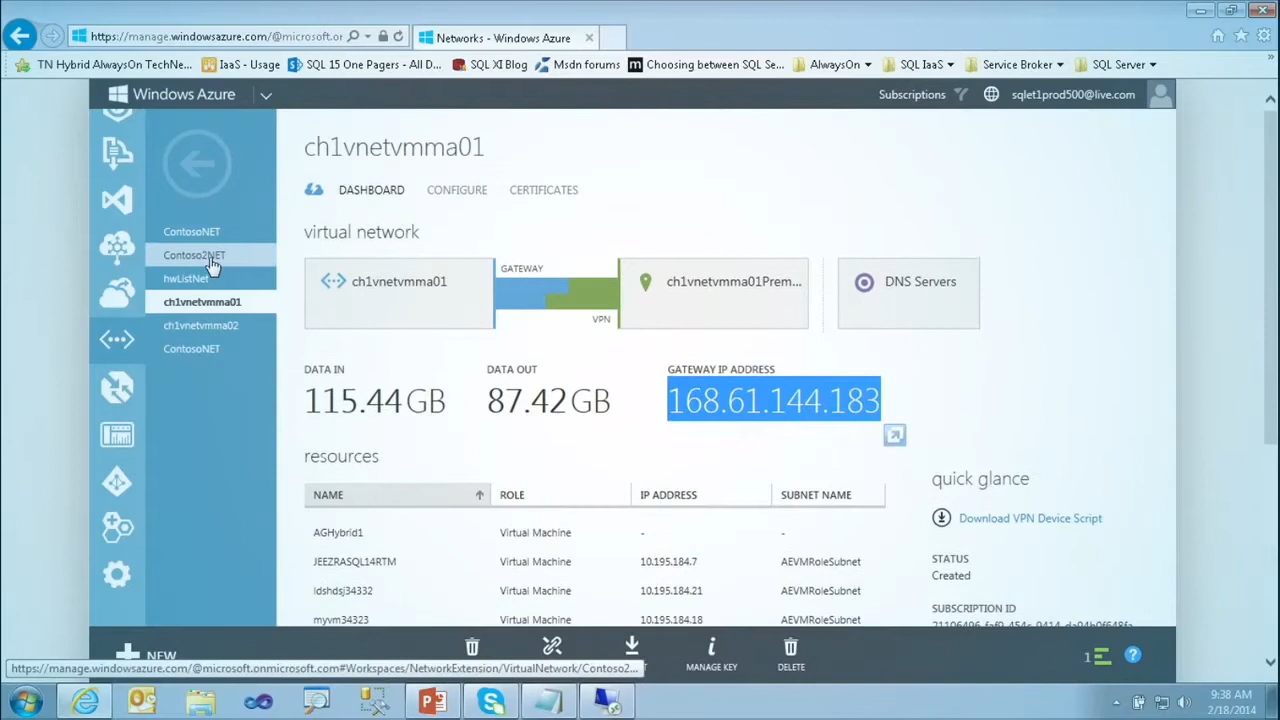 https://manage.windowsazure.com/@microsoft.or
Networks - Windows Azure
TN Hybrid AlwaysOn TechNe...
IaaS - Usage
SQL 15 One Pagers - All D...
SQL XI Blog
Msdn forums
Choosing between SQL Se...
AlwaysOn
SQL IaaS
Service Broker
SQL Server
Windows Azure
Subscriptions
sqlet1prod500@live.com
ContosoNET
Contoso2NET
hwListNet
ch1vnetvmma01
ch1vnetvmma02
ContosoNET
ch1vnetvmma01
DASHBOARD CONFIGURE CERTIFICATES
virtual network
ch1vnetvmma01
GATEWAY
VPN
ch1vnetvmma01Prem...
DNS Servers
DATA IN
115.44 GB
DATA OUT
87.42 GB
GATEWAY IP ADDRESS
168.61.144.183
resources
NAME ROLE IP ADDRESS SUBNET NAME
AGHybrid1 Virtual Machine - -
JEEZRASQL14RTM Virtual Machine 10.195.184.7 AEVMRoleSubnet
ldshdsj34332 Virtual Machine 10.195.184.21 AEVMRoleSubnet
myvm34323 Virtual Machine 10.195.184.18 AEVMRoleSubnet
quick glance
Download VPN Device Script
STATUS
Created
SUBSCRIPTION ID
NEW
MANAGE KEY
DELETE
1
https://manage.windowsazure.com/@microsoft.onmicrosoft.com#Workspaces/NetworkExtension/VirtualNetwork/Contoso2...
9:38 AM
2/18/2014